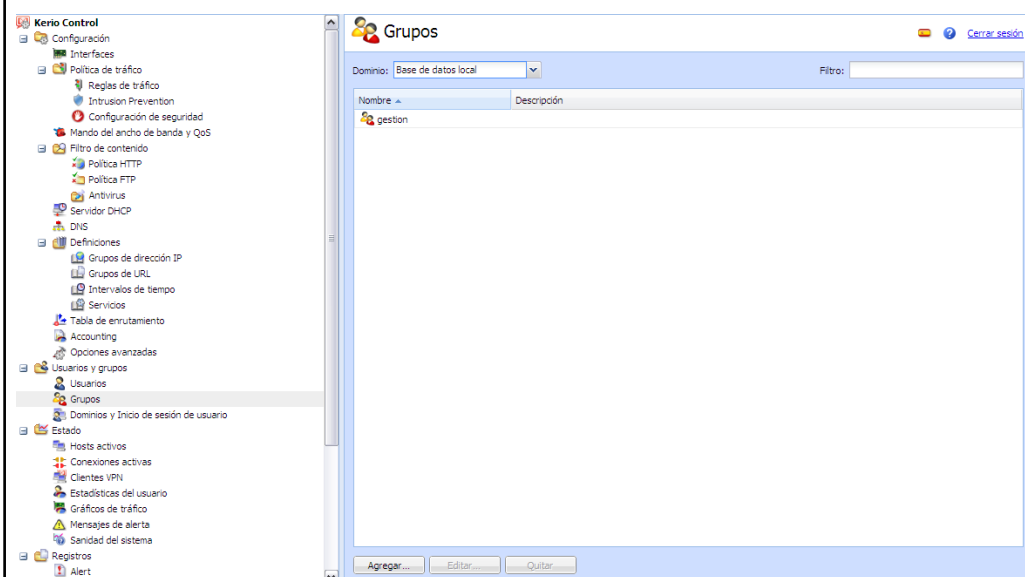 Kerio Control
Configuración
Interfaces
Política de tráfico
Reglas de tráfico
Intrusion Prevention
Configuración de seguridad
Mando del ancho de banda y QoS
Filtro de contenido
Política HTTP
Política FTP
Antivirus
Servidor DHCP
DNS
Definiciones
Grupos de dirección IP
Grupos de URL
Intervalos de tiempo
Servicios
Tabla de enrutamiento
Accounting
Opciones avanzadas
Usuarios y grupos
Usuarios
Grupos
Dominios y Inicio de sesión de usuario
Estado
Hosts activos
Conexiones activas
Clientes VPN
Estadísticas del usuario
Gráficos de tráfico
Mensajes de alerta
Sanidad del sistema
Registros
Alert
Grupos
Cerrar sesión
Dominio: Base de datos local
Filtro:
Nombre Descripción
gestion
Agregar... Editar... Quitar